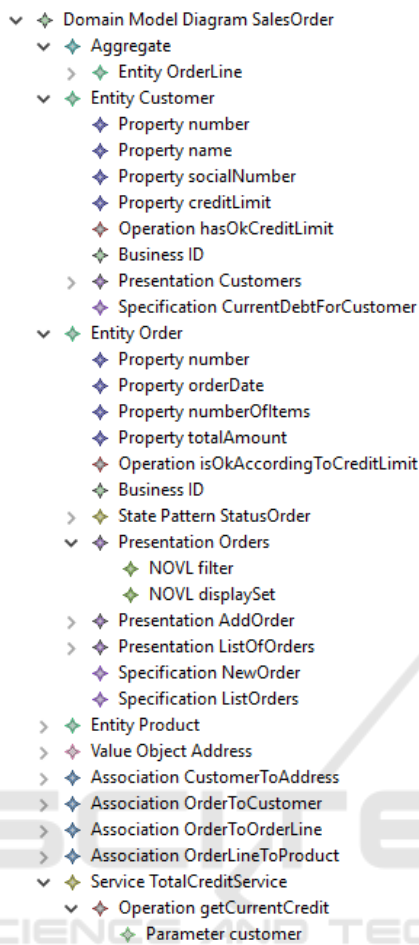 Domain Model Diagram SalesOrder
Aggregate
Entity OrderLine
Entity Customer
Property number
Property name
Property socialNumber
Property creditLimit
Operation hasOkCreditLimit
Business ID
Presentation Customers
Specification CurrentDebtForCustomer
Entity Order
Property number
Property orderDate
Property numberOfItems
Property totalAmount
Operation isOkAccordingToCreditLimit
Business ID
State Pattern StatusOrder
Presentation Orders
NOVL filter
NOVL displaySet
Presentation AddOrder
Presentation ListOfOrders
Specification NewOrder
Specification ListOrders
Entity Product
Value Object Address
Association CustomerToAddress
Association OrderToCustomer
Association OrderToOrderLine
Association OrderLineToProduct
Service TotalCreditService
Operation getCurrentCredit
Parameter customer